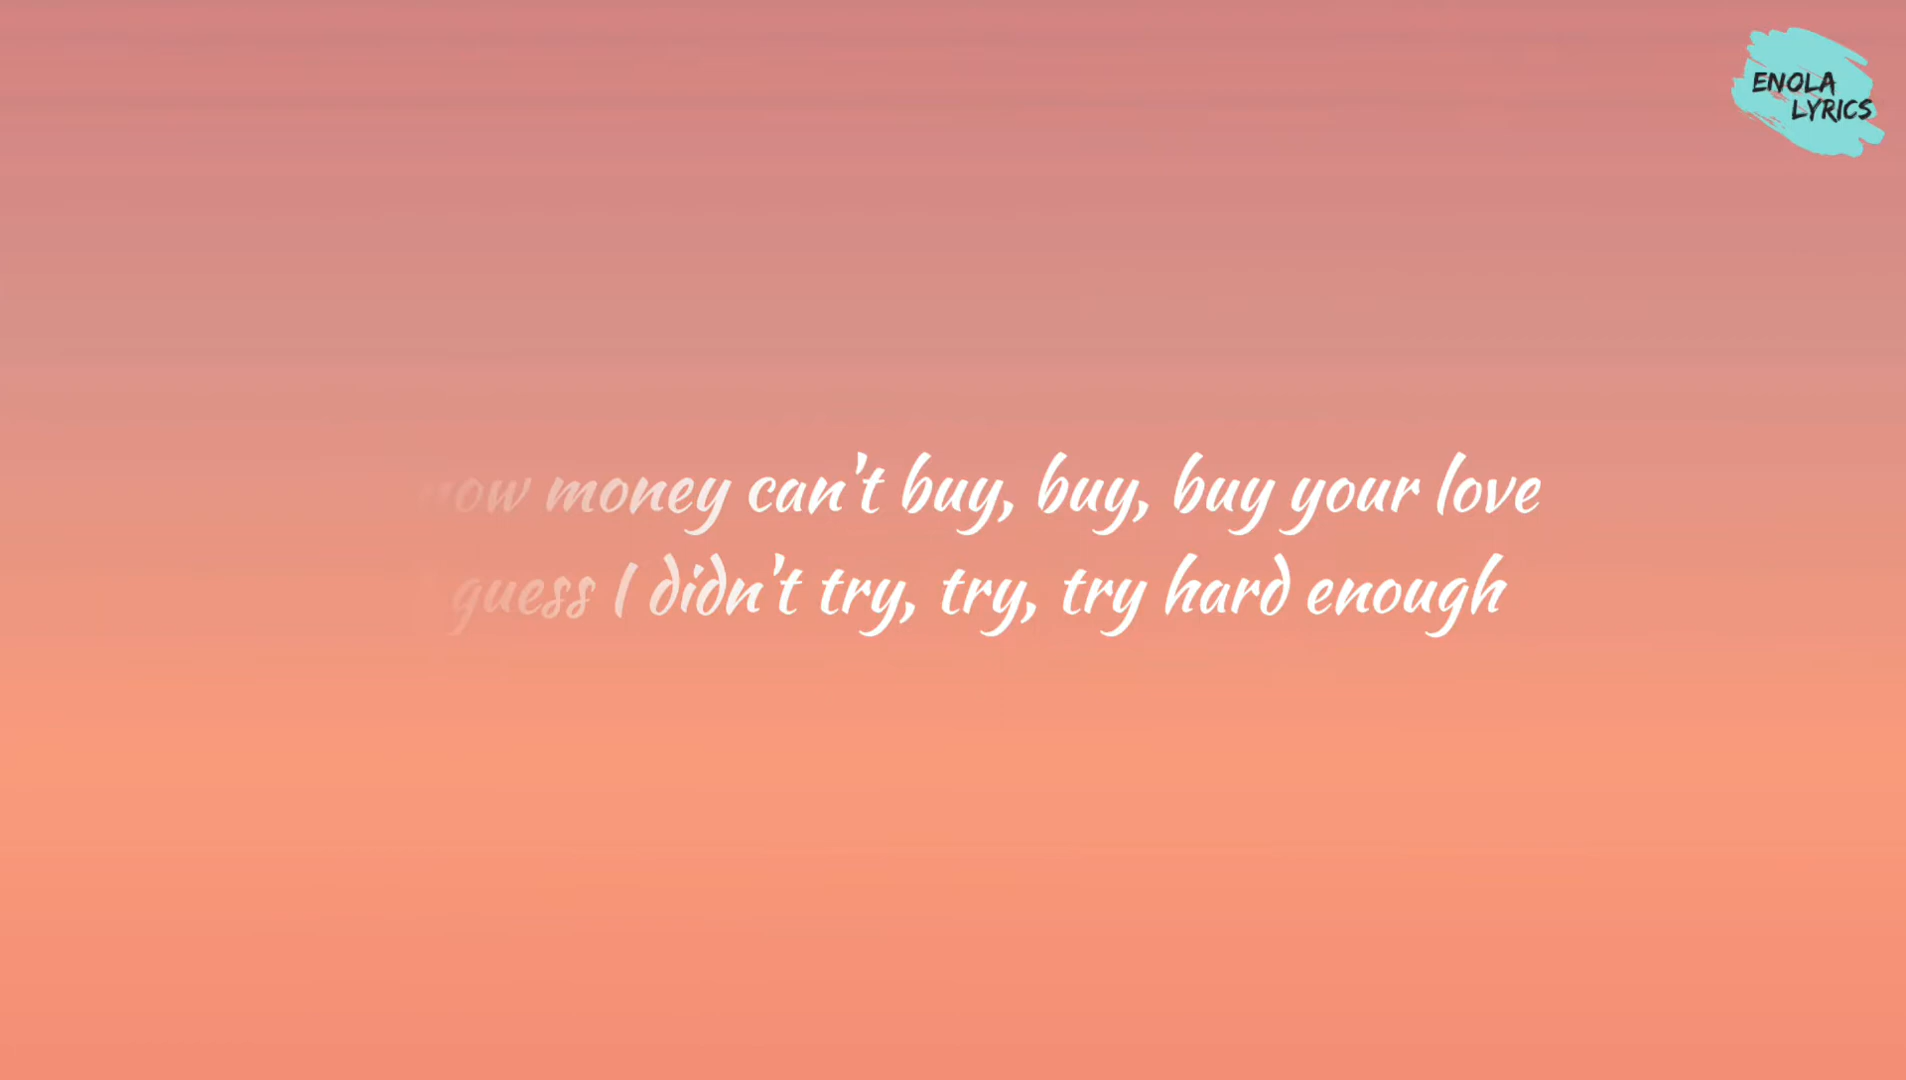 ENOLA
LYRICS
now money can't buy, buy, buy your love
guess I didn't try, try, try hard enough